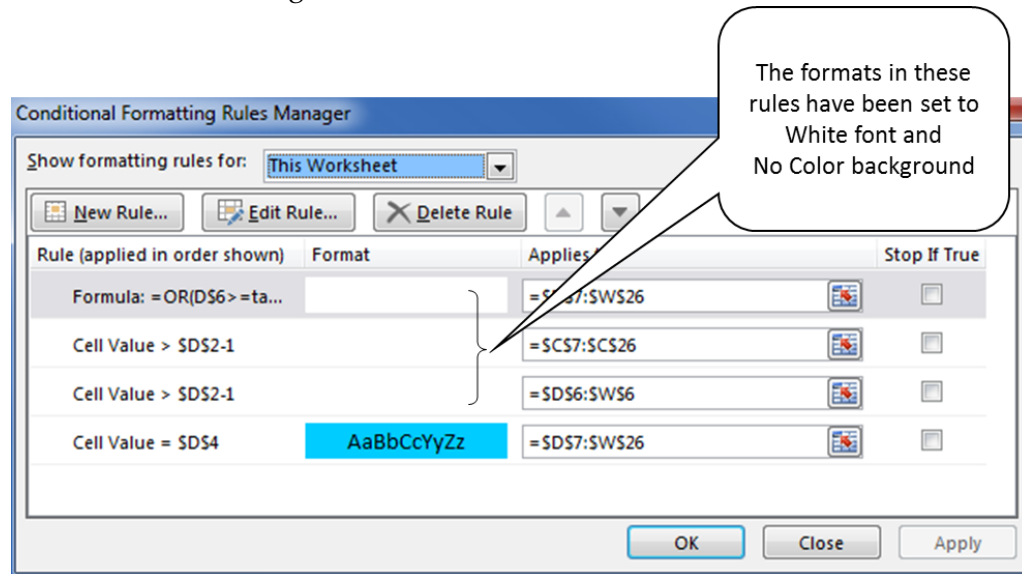 g
The formats in these
rules have been set to
White font and
No Color background
Conditional Formatting Rules Manager
Show formatting rules for: This Worksheet
New Rule... Edit Rule... Delete Rule
Rule (applied in order shown) Format Applies Stop If True
Formula: =OR(D$6>=ta... $7:$W$26
Cell Value > $D$2-1 =$C$7:$C$26
Cell Value > $D$2-1 =$D$6:$W$6
Cell Value = $D$4 AaBbCcYyZz =$D$7:$W$26
OK Close Apply